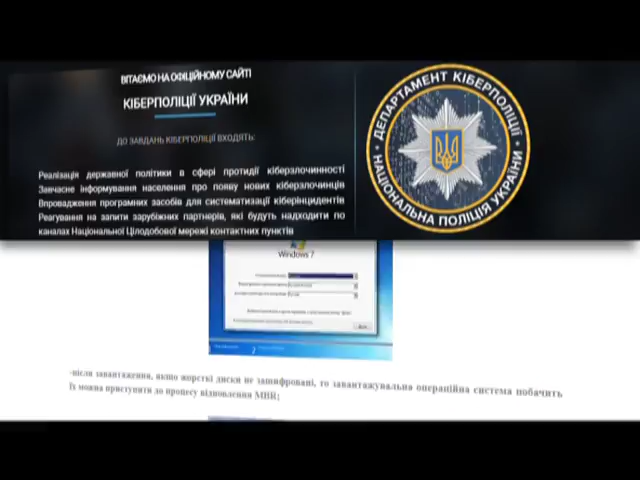 ВІТАЄМО НА ОФІЦІЙНОМУ САЙТІ
КІБЕРПОЛІЦІЇ УКРАЇНИ
ДО ЗАВДАНЬ КІБЕРПОЛІЦІЇ ВХОДЯТЬ:
Реалізація державної політики в сфері протидії кіберзлочинності
Завчасне інформування населення про появу нових кіберзлочинців
Впровадження програмних засобів для систематизації кіберінцидентів
Реагування на запити зарубіжних партнерів, які будуть надходити по
каналах Національної Цілодобової мережі контактних пунктів
ДЕПАРТАМЕНТ КІБЕРПОЛІЦІЇ
НАЦІОНАЛЬНА ПОЛІЦІЯ УКРАЇНИ
Windows 7
-після завантаження, якщо жорсткі диски не зашифровані, то завантажувальна операційна система побачить
їх можна приступити до процесу відновлення MBR;